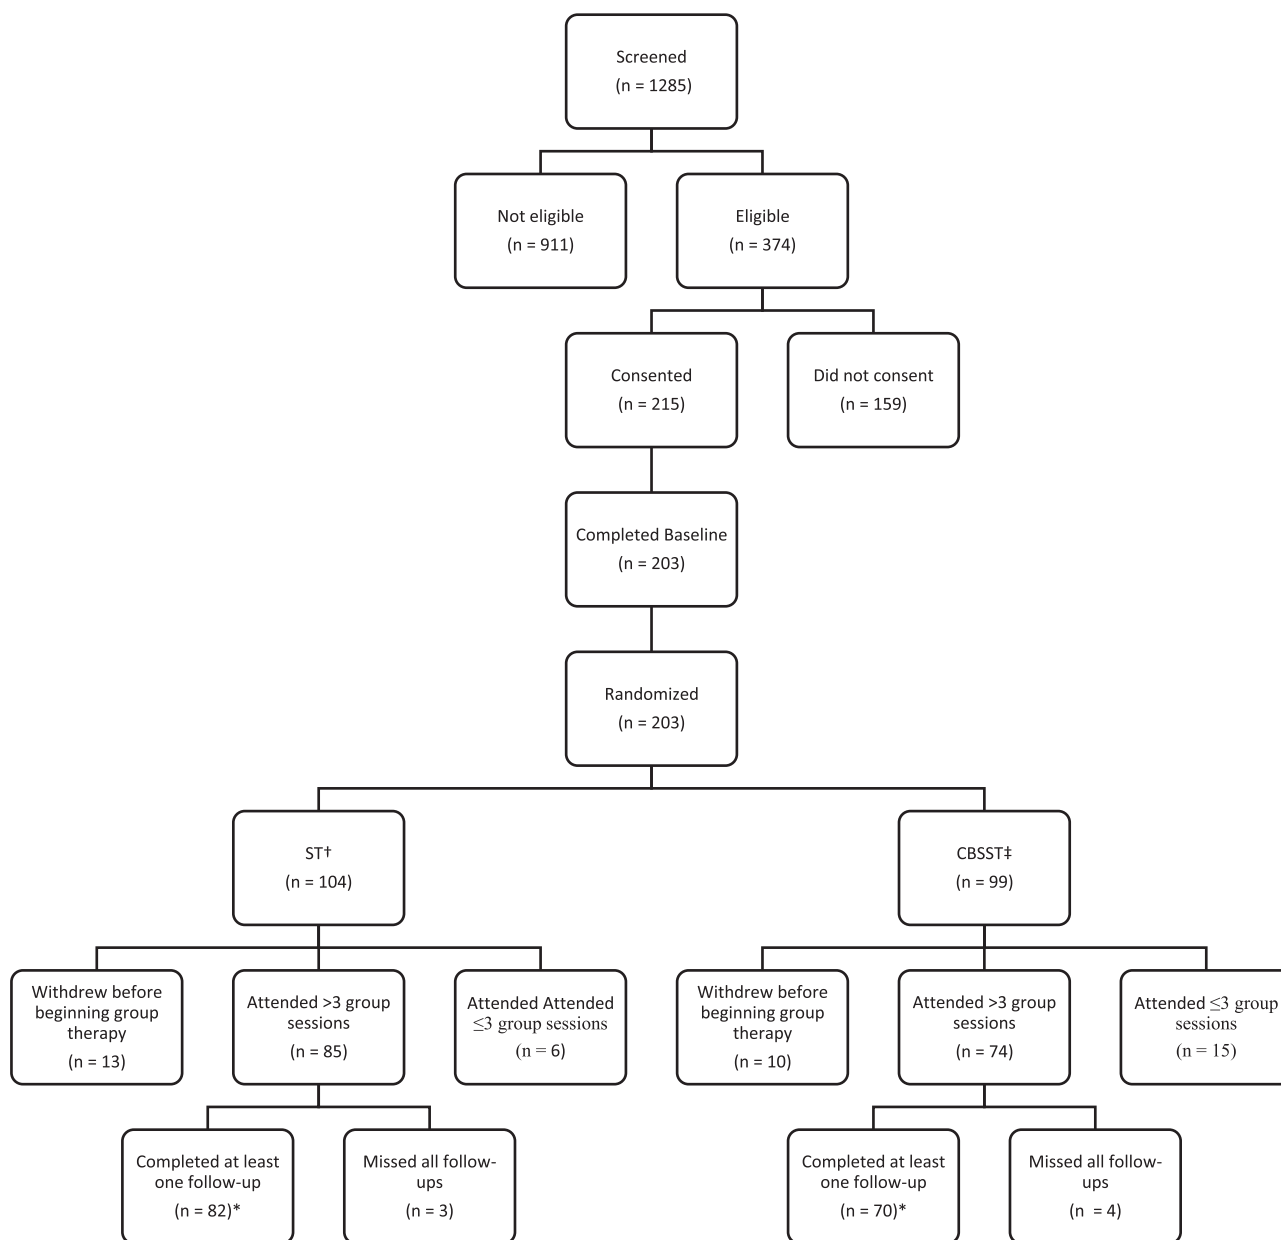 Screened
(n = 1285)
Not eligible
(n = 911)
Eligible
(n = 374)
Consented
(n = 215)
Did not consent
(n = 159)
Completed Baseline
(n = 203)
Randomized
(n = 203)
ST†
(n = 104)
CBSST‡
(n = 99)
Withdrew before
beginning group
therapy
(n = 13)
Attended >3 group
sessions
(n = 85)
Attended Attended
≤3 group sessions
(n = 6)
Withdrew before
beginning group
therapy
(n = 10)
Attended >3 group
sessions
(n = 74)
Attended ≤3 group
sessions
(n = 15)
Completed at least
one follow-up
(n = 82)*
Missed all follow-
ups
(n = 3)
Completed at least
one follow-up
(n = 70)*
Missed all follow-
ups
(n  = 4)